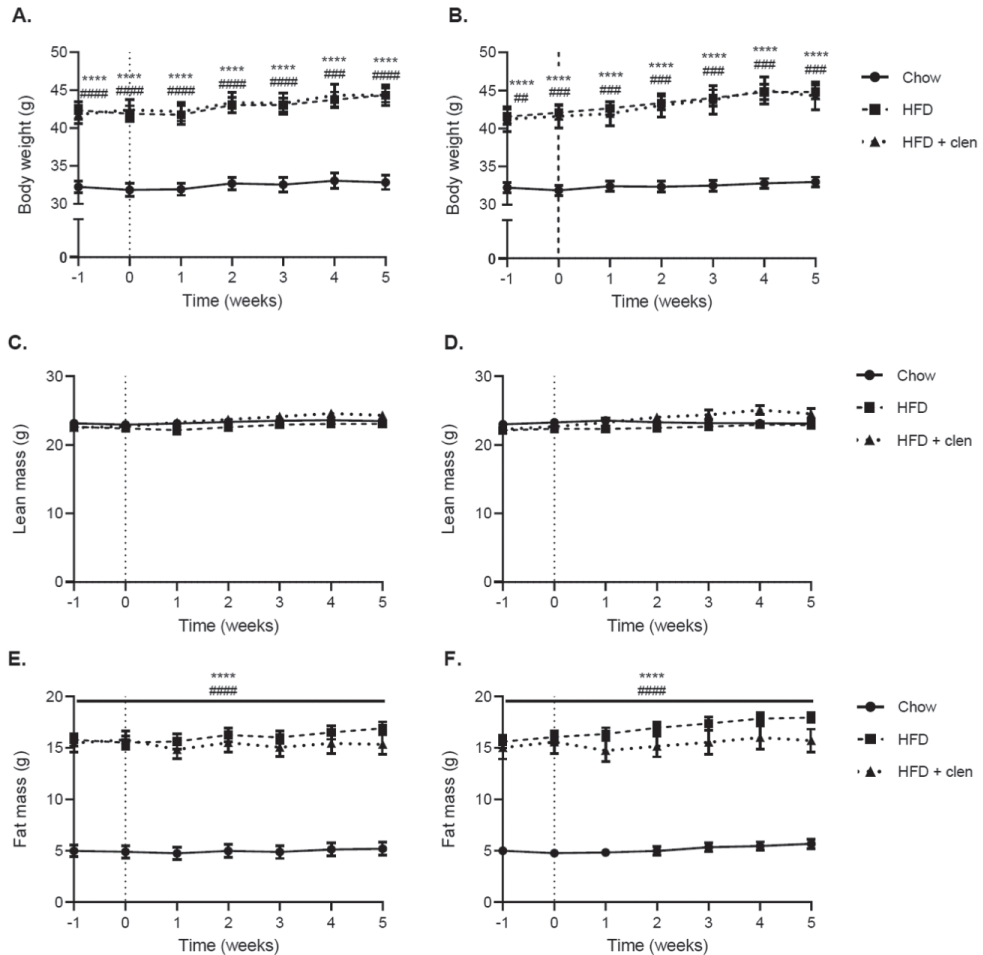 A.
Body weight (g)
50
45
40
35
30
0
**** **** **** **** **** **** ****
#### #### #### #### #### ### ####
-1 0 1 2 3 4 5
Time (weeks)
B.
Body weight (g)
50
45
40
35
30
0
**** **** **** **** **** **** ****
## ### ### ### ### ### ###
-1 0 1 2 3 4 5
Time (weeks)
Chow
HFD
HFD + clen
C.
Lean mass (g)
30
20
10
0
-1 0 1 2 3 4 5
Time (weeks)
D.
Lean mass (g)
30
20
10
0
-1 0 1 2 3 4 5
Time (weeks)
Chow
HFD
HFD + clen
E.
Fat mass (g)
****
####
20
15
10
5
0
-1 0 1 2 3 4 5
Time (weeks)
F.
Fat mass (g)
****
####
20
15
10
5
0
-1 0 1 2 3 4 5
Time (weeks)
Chow
HFD
HFD + clen